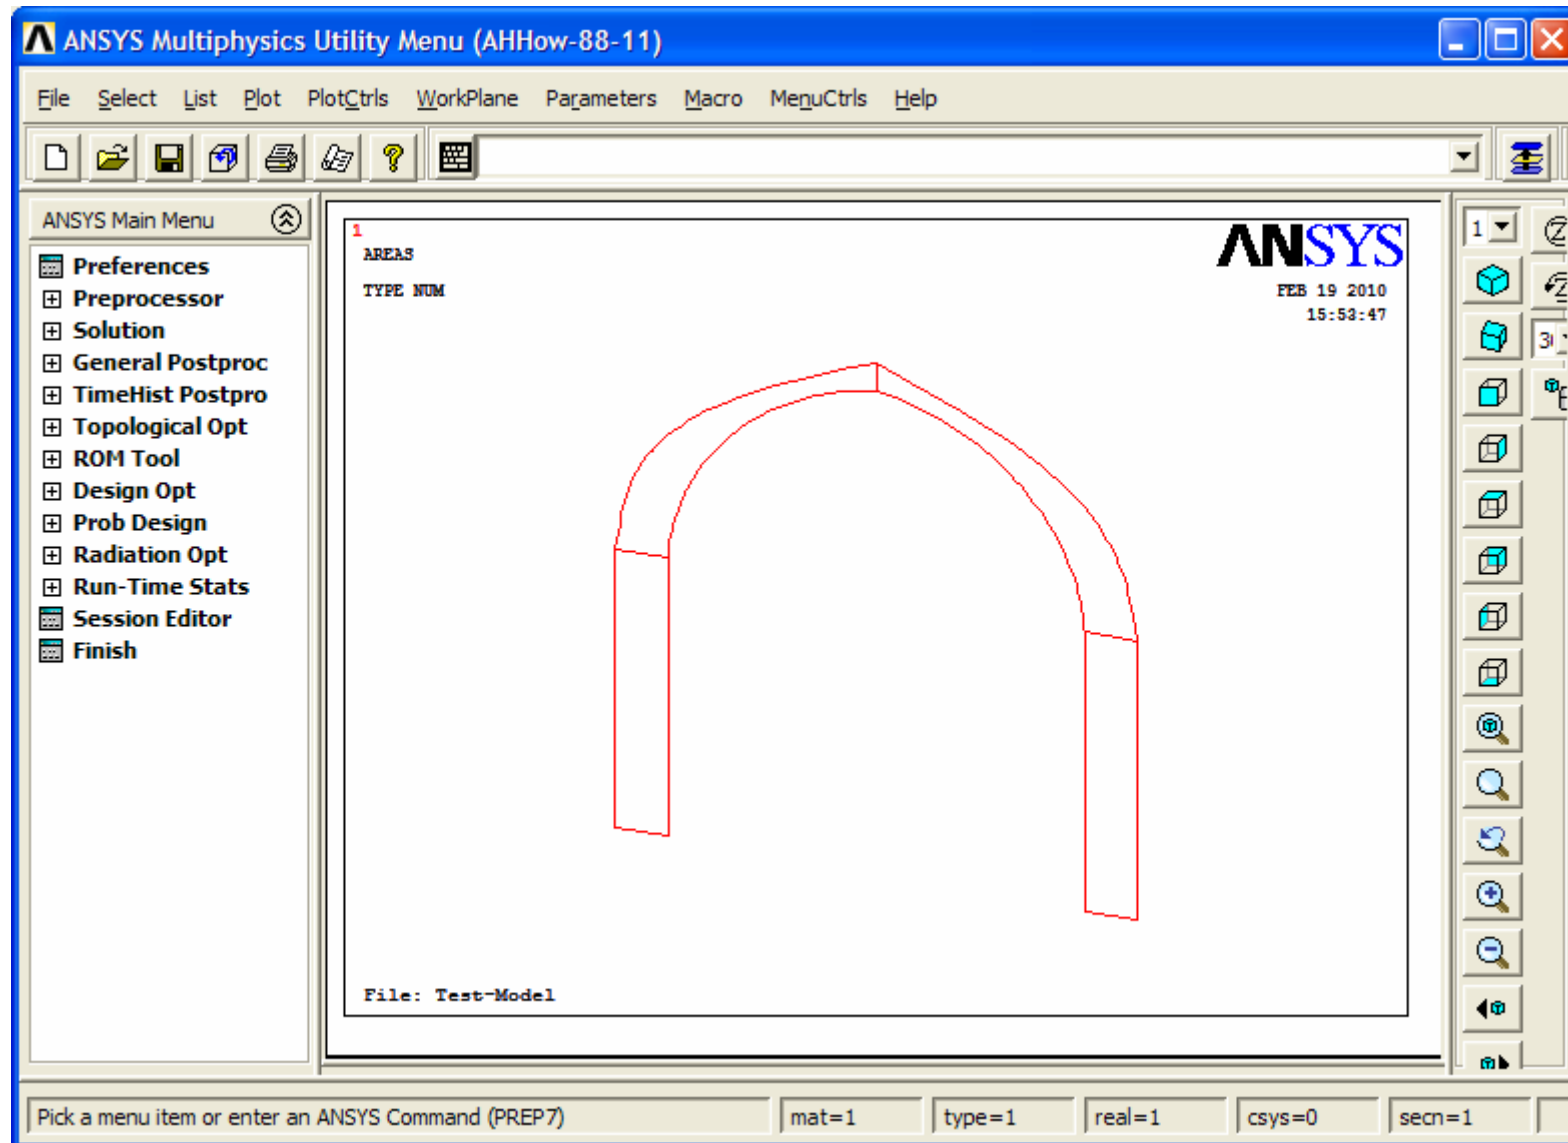 ANSYS Multiphysics Utility Menu (AHHow-88-11)
File Select List Plot PlotCtrls WorkPlane Parameters Macro MenuCtrls Help
ANSYS Main Menu
Preferences
Preprocessor
Solution
General Postproc
TimeHist Postpro
Topological Opt
ROM Tool
Design Opt
Prob Design
Radiation Opt
Run-Time Stats
Session Editor
Finish
1
AREAS
TYPE NUM
ANSYS
FEB 19 2010
15:53:47
File: Test-Model
1
Pick a menu item or enter an ANSYS Command (PREP7) mat=1 type=1 real=1 csys=0 secn=1